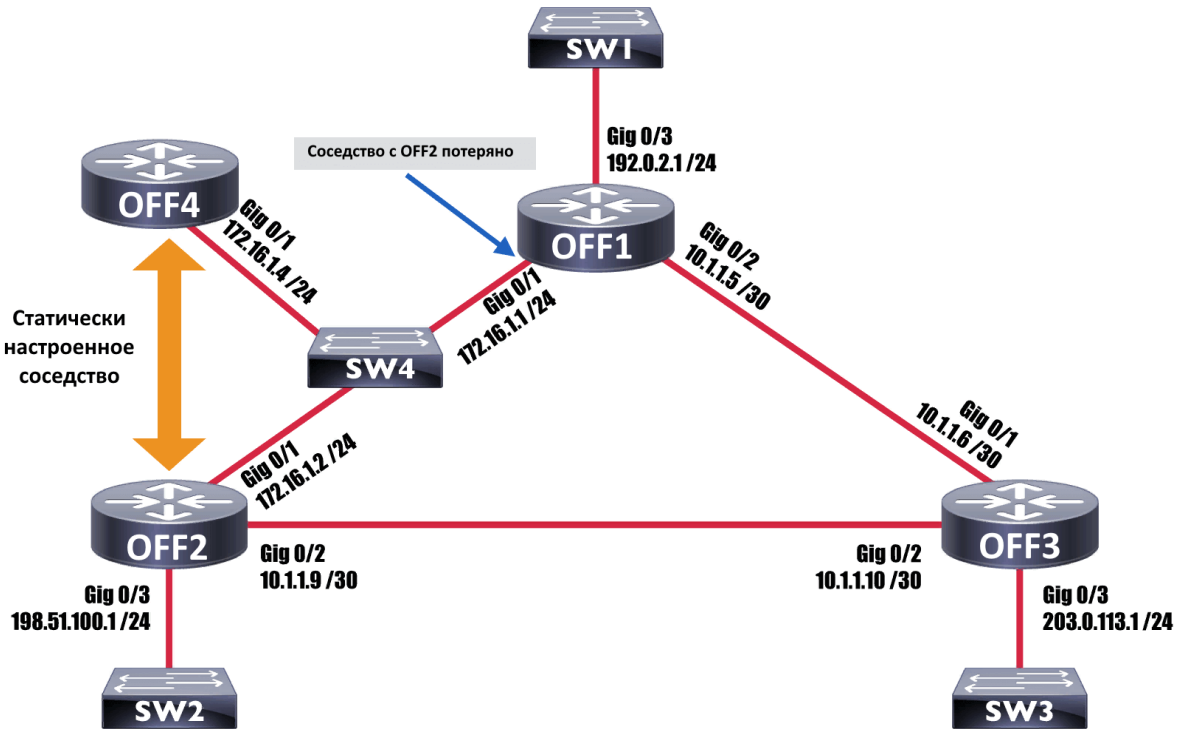 SW1
Gig 0/3
192.0.2.1 /24
Соседство с OFF2 потеряно
OFF4
OFF1
Gig 0/1
172.16.1.4 /24
Gig 0/2
10.1.1.5 /30
Gig 0/1
172.16.1.1 /24
Статически
настроенное
соседство
SW4
Gig 0/1
172.16.1.2 /24
Gig 0/1
10.1.1.6 /30
OFF2
OFF3
Gig 0/2
10.1.1.9 /30
Gig 0/2
10.1.1.10 /30
Gig 0/3
198.51.100.1 /24
Gig 0/3
203.0.113.1 /24
SW2
SW3